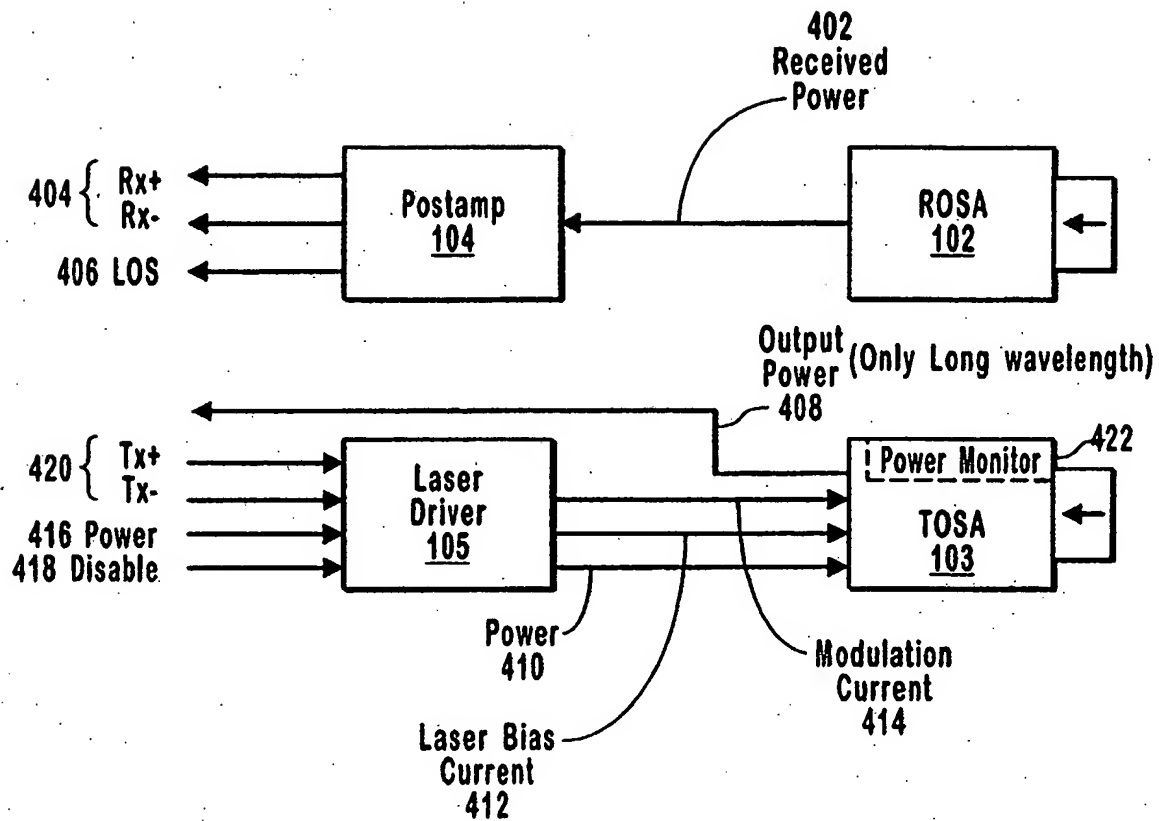 402
Received
Power
404 { Rx+
Rx-
406 LOS
Postamp
104
ROSA
102
Output
Power
408
(Only Long wavelength)
420 { Tx+
Tx-
416 Power
418 Disable
Laser
Driver
105
Power Monitor
422
TOSA
103
Power
410
Modulation
Current
414
Laser Bias
Current
412